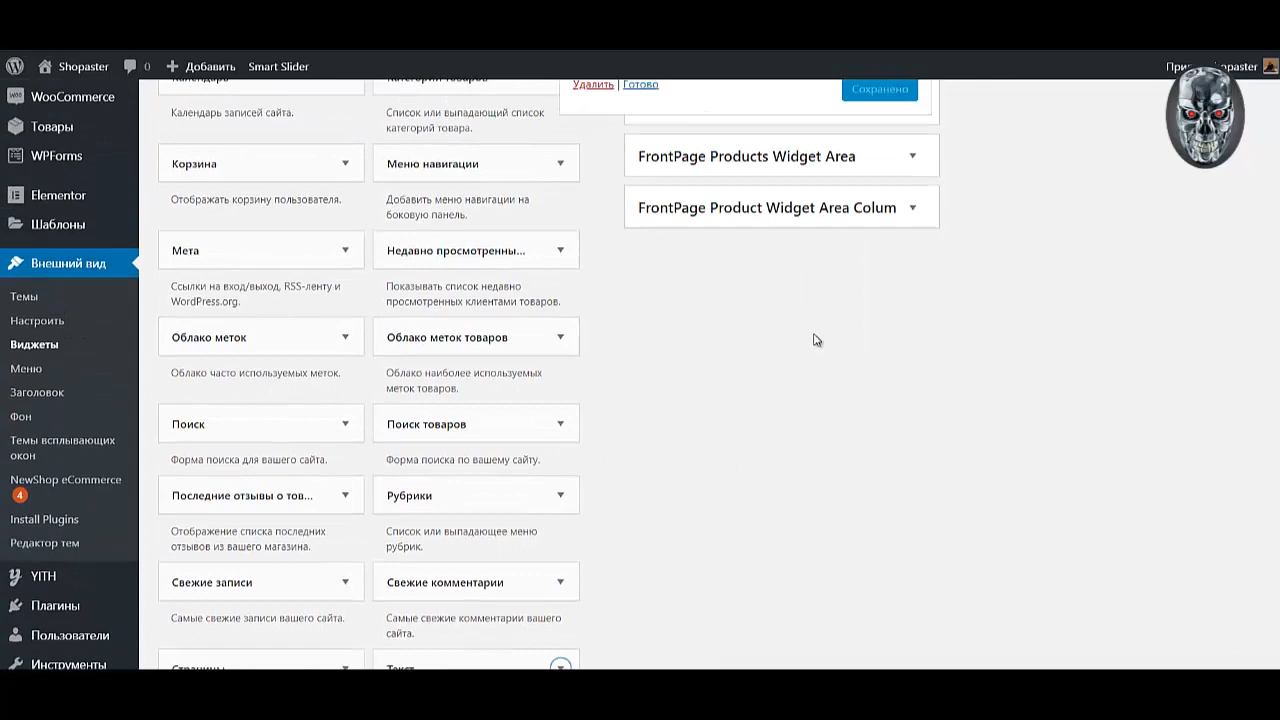 Shopaster
0
Добавить
Smart Slider
WooCommerce
Товары
WPForms
Elementor
Шаблоны
Внешний вид
Темы
Настроить
Виджеты
Меню
Заголовок
Фон
Темы всплывающих
окон
NewShop eCommerce
4
Install Plugins
Редактор тем
YITH
Плагины
Пользователи
Инструменты
Календарь
Календарь записей сайта.
Корзина
Отображать корзину пользователя.
Мета
Ссылки на вход/выход, RSS-ленту и
WordPress.org.
Облако меток
Облако часто используемых меток.
Поиск
Форма поиска для вашего сайта.
Последние отзывы о тов...
Отображение списка последних
отзывов из вашего магазина.
Свежие записи
Самые свежие записи вашего сайта.
Страницы
Категории товаров
Список или выпадающий список
категорий товара.
Меню навигации
Добавить меню навигации на
боковую панель.
Недавно просмотренны...
Показывать список недавно
просмотренных клиентами товаров.
Облако меток товаров
Облако наиболее используемых
меток товаров.
Поиск товаров
Форма поиска по вашему сайту.
Рубрики
Список или выпадающее меню
рубрик.
Свежие комментарии
Самые свежие комментарии вашего
сайта.
Текст
Удалить | Готово
Сохранено
FrontPage Products Widget Area
FrontPage Product Widget Area Colum